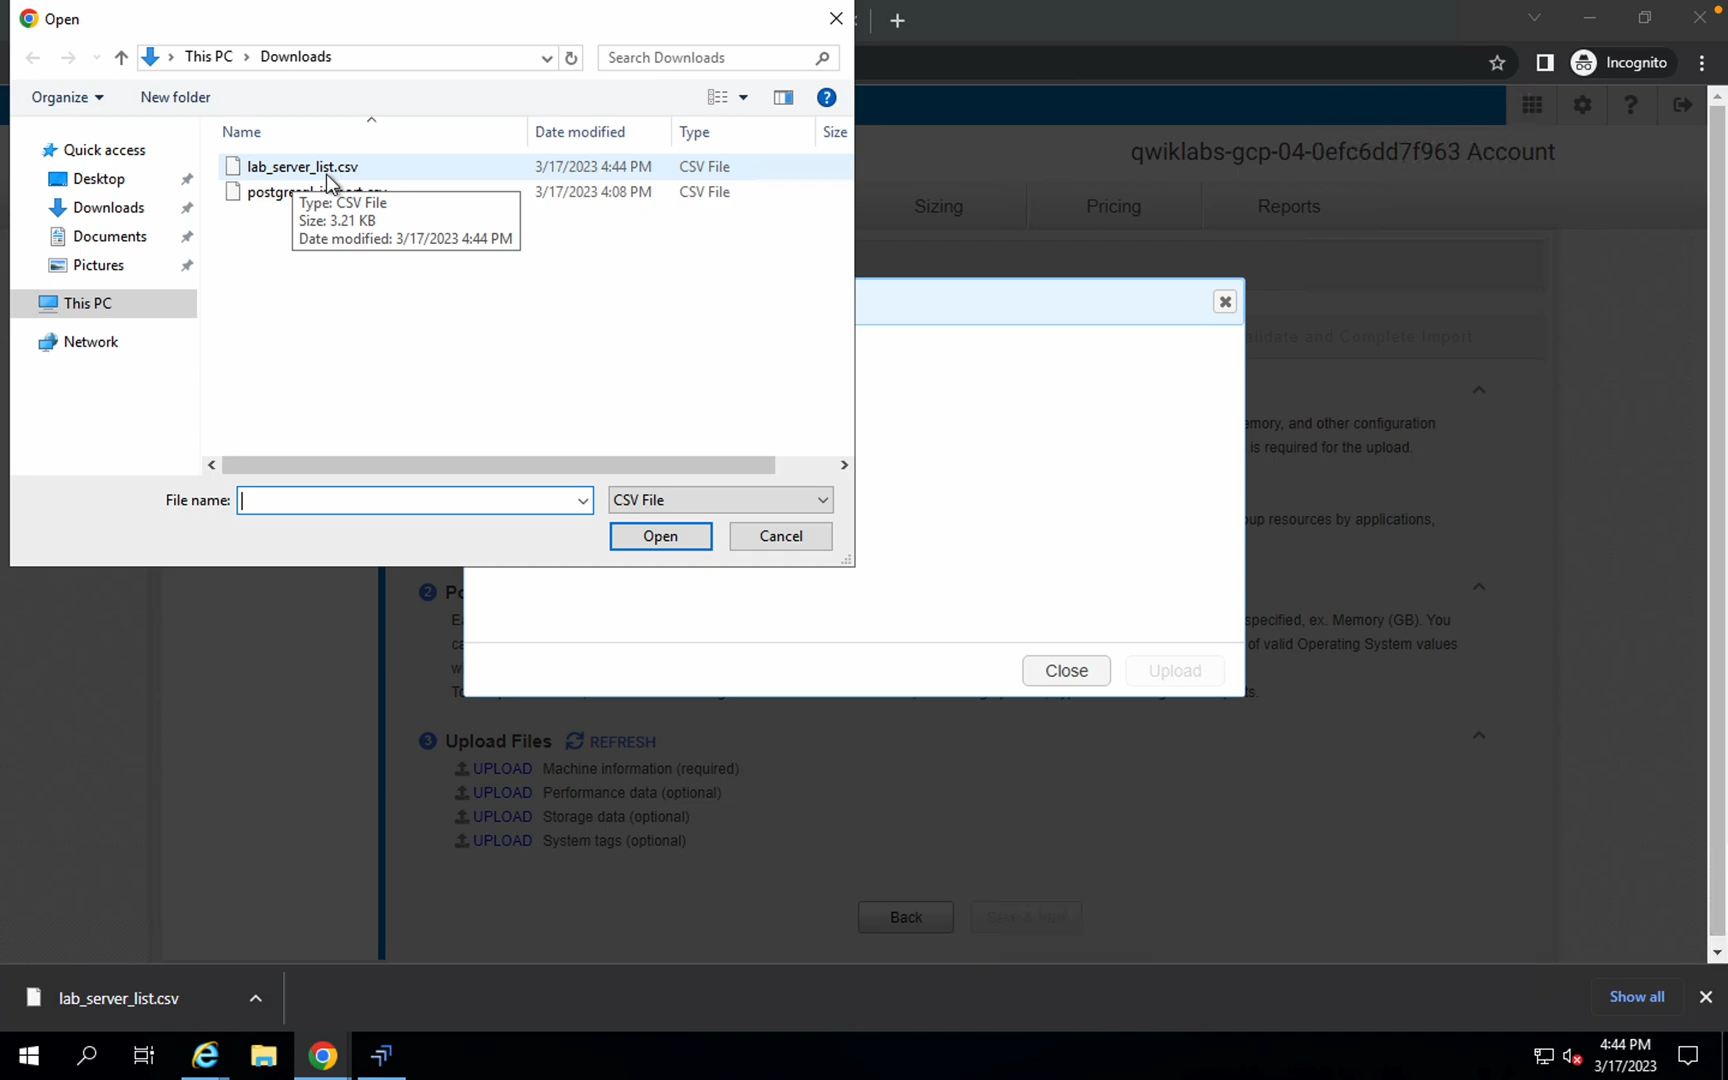 Open
This PC > Downloads
Search Downloads
Incognito
Organize
New folder
Name
Date modified
Type
Size
qwiklabs-gcp-04-0efc6dd7f963 Account
Quick access
Desktop
Downloads
Documents
Pictures
This PC
Network
lab_server_list.csv
3/17/2023 4:44 PM
CSV File
3/17/2023 4:08 PM
CSV File
Type: CSV File
Size: 3.21 KB
Date modified: 3/17/2023 4:44 PM
Sizing
Pricing
Reports
and Complete Import
and other configuration
is required for the upload.
resources by applications,
File name:
CSV File
Open
Cancel
2
specified, ex. Memory (GB). You
of valid Operating System values
Close
Upload
3 Upload Files REFRESH
UPLOAD Machine information (required)
UPLOAD Performance data (optional)
UPLOAD Storage data (optional)
UPLOAD System tags (optional)
Back
lab_server_list.csv
Show all
4:44 PM
3/17/2023